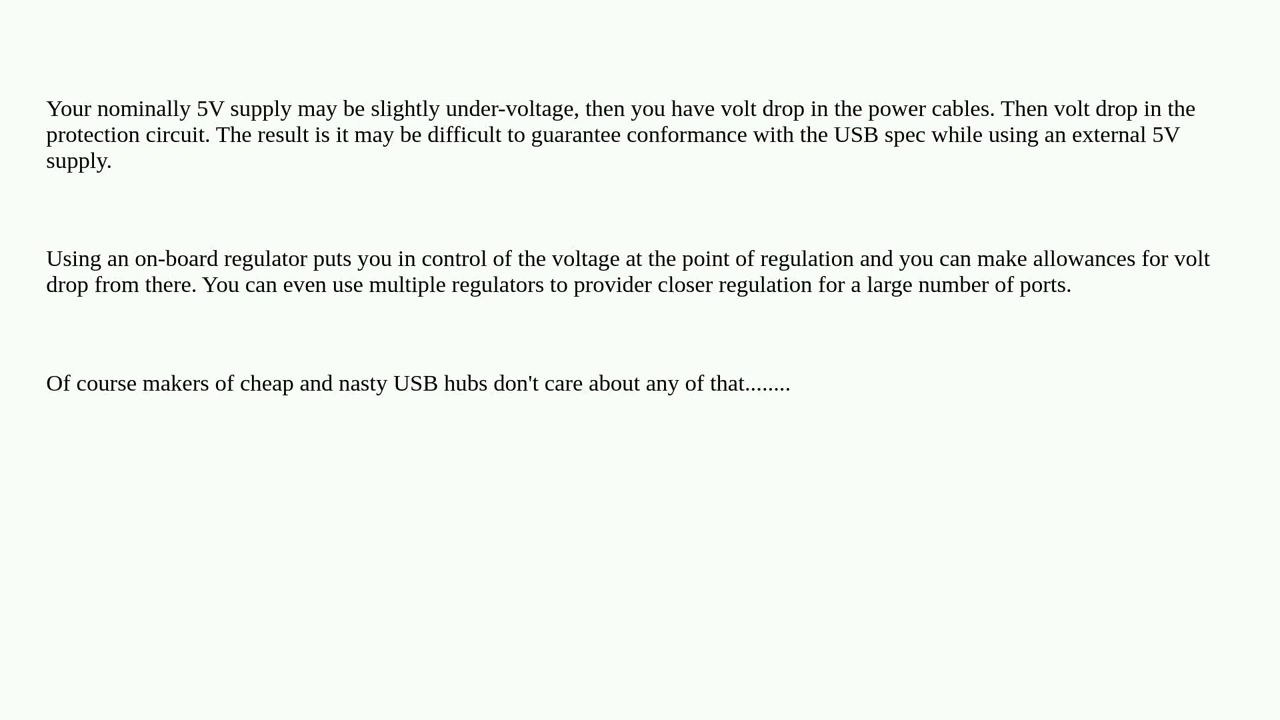 Your nominally 5V supply may be slightly under-voltage, then you have volt drop in the power cables. Then volt drop in the
protection circuit. The result is it may be difficult to guarantee conformance with the USB spec while using an external 5V
supply.
Using an on-board regulator puts you in control of the voltage at the point of regulation and you can make allowances for volt
drop from there. You can even use multiple regulators to provider closer regulation for a large number of ports.
Of course makers of cheap and nasty USB hubs don't care about any of that........